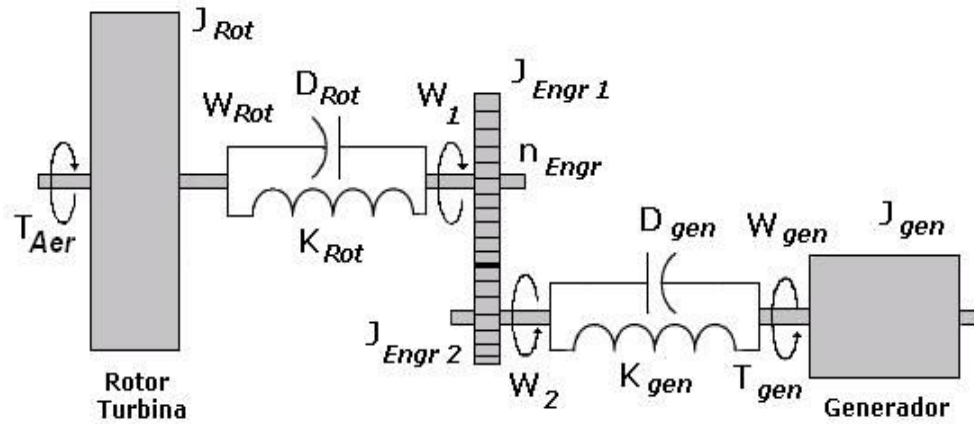 J Rot
D Rot
W Rot
W 1
J Engr 1
n Engr
T Aer
K Rot
D gen
W gen
J gen
J Engr 2
W 2
K gen
T gen
Rotor
Turbina
Generador